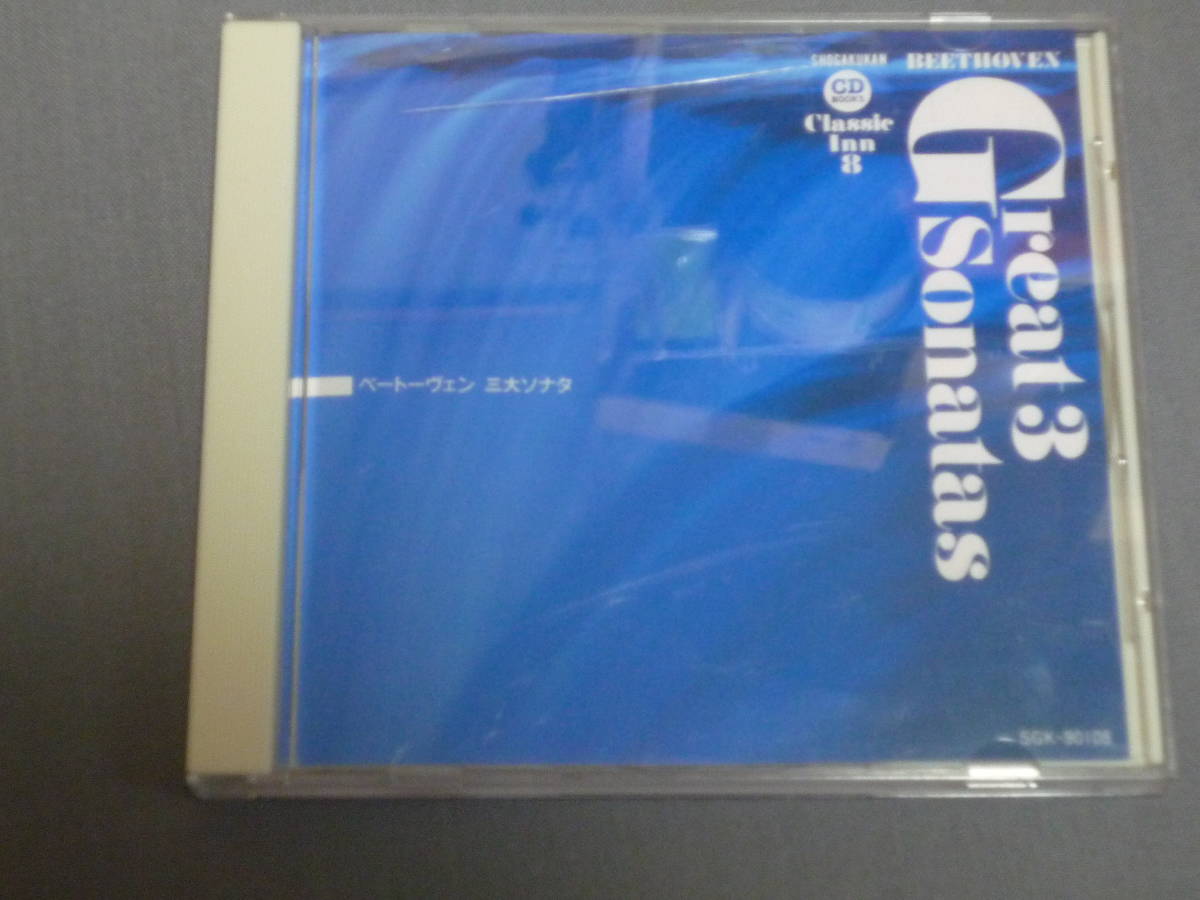 SHOGAKUKAN
CD
BOOKS
Classic
Inn
8
BEETHOVEN
Great 3
Sonatas
ベートーヴェン 三大ソナタ
SGK-90108